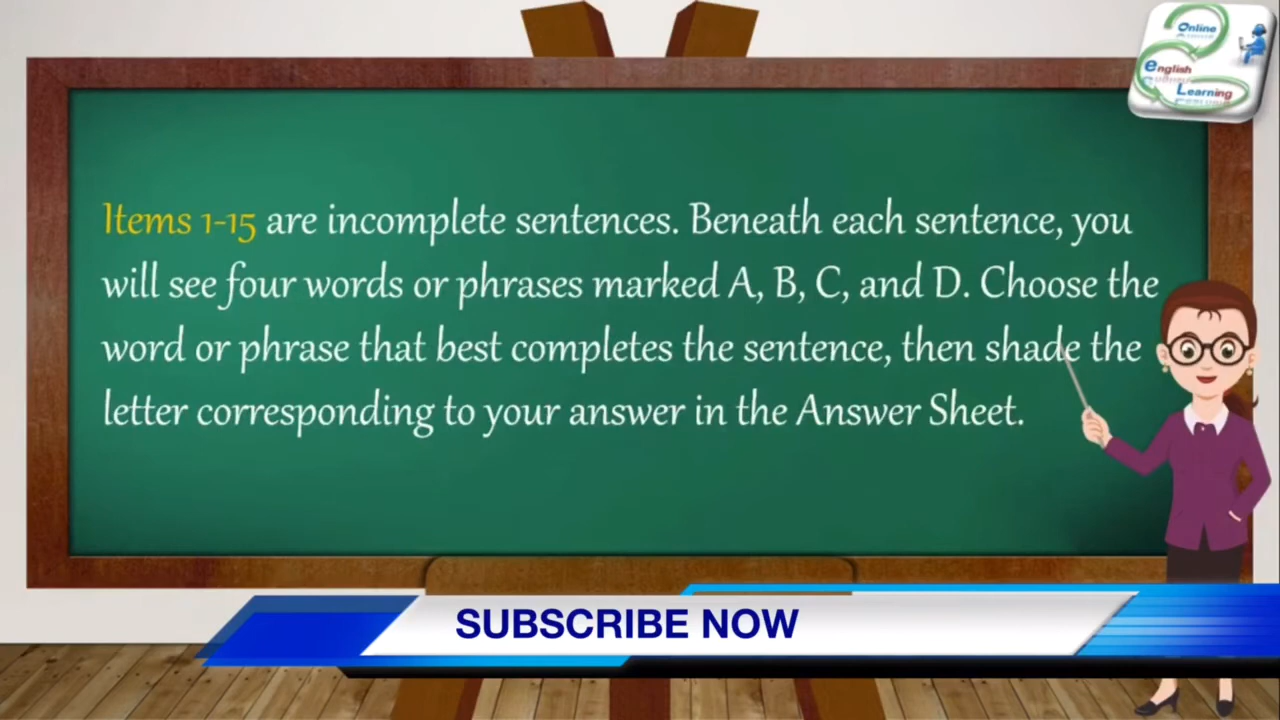 Online
English
Learning
Items 1-15 are incomplete sentences. Beneath each sentence, you
will see four words or phrases marked A, B, C, and D. Choose the
word or phrase that best completes the sentence, then shade the
letter corresponding to your answer in the Answer Sheet.
SUBSCRIBE NOW